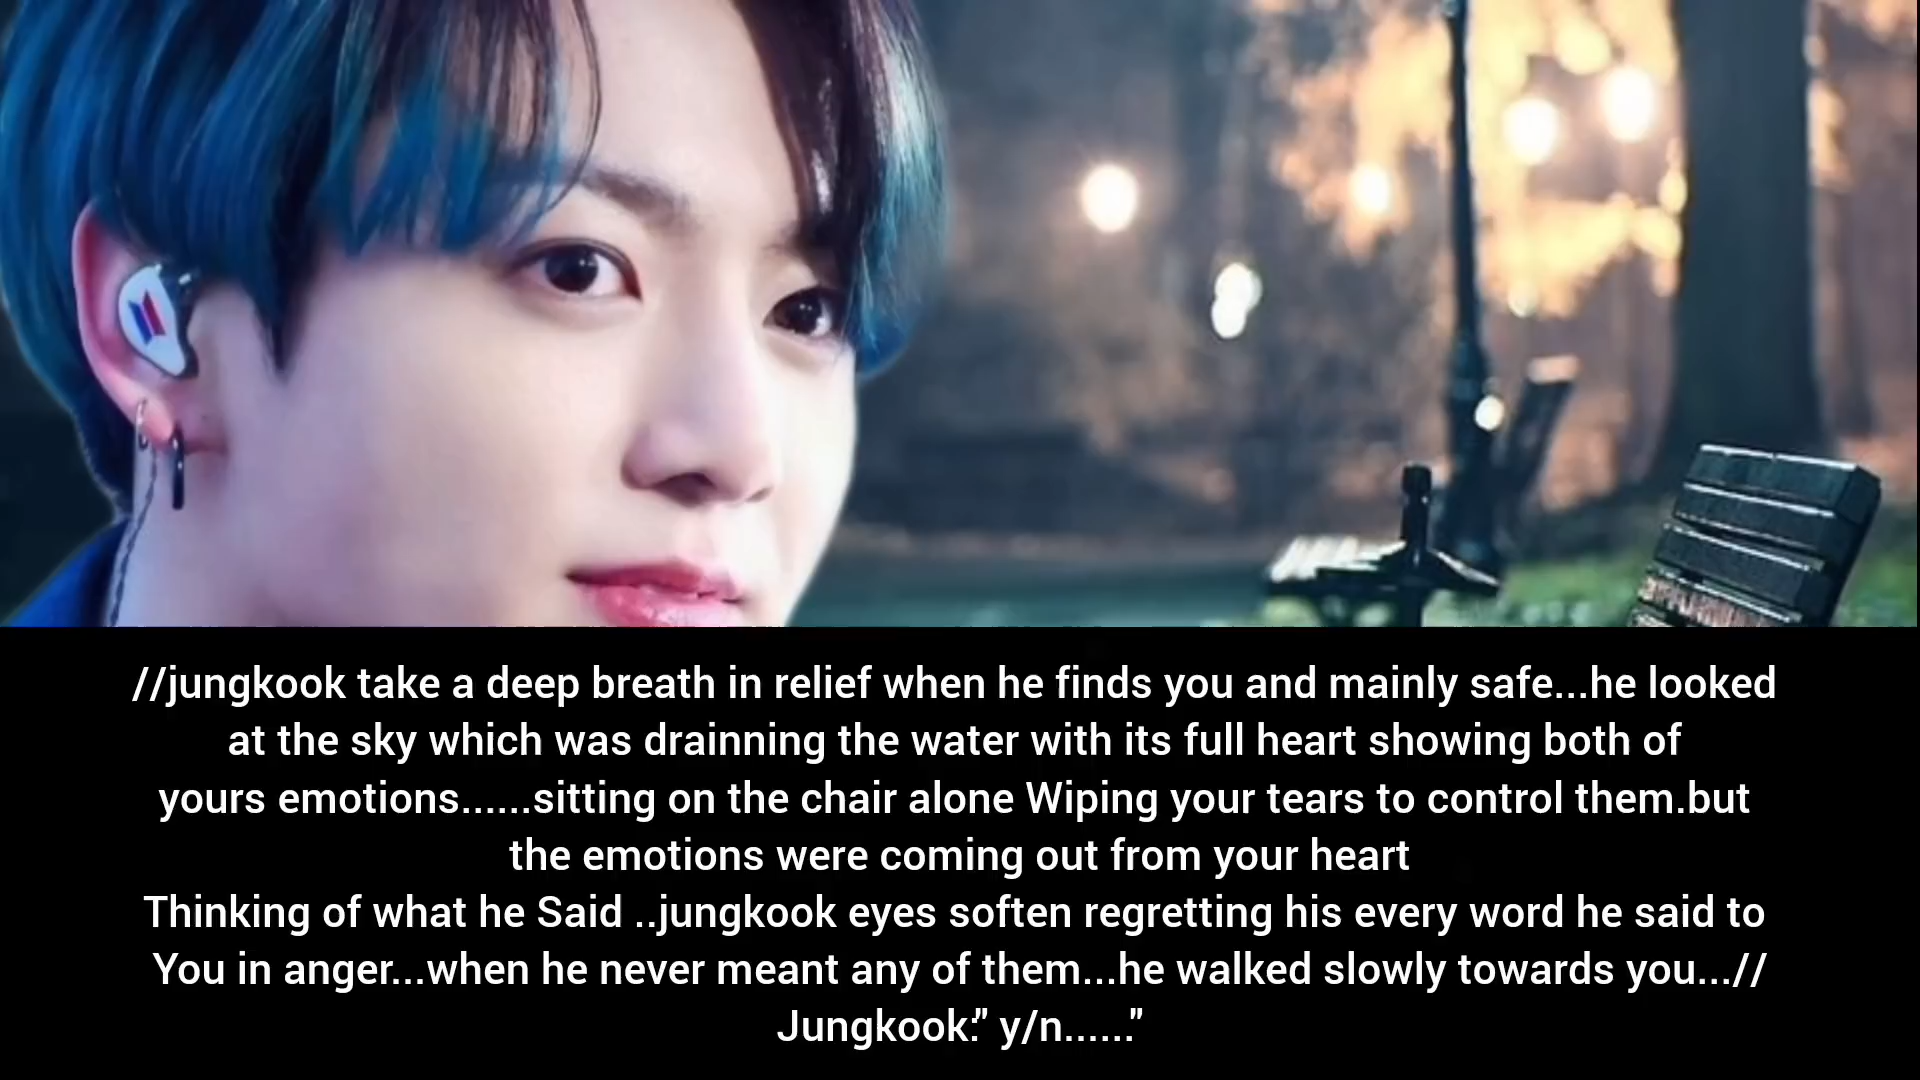 //jungkook take a deep breath in relief when he finds you and mainly safe...he looked
at the sky which was drainning the water with its full heart showing both of
yours emotions......sitting on the chair alone Wiping your tears to control them.but
the emotions were coming out from your heart
Thinking of what he Said ..jungkook eyes soften regretting his every word he said to
You in anger...when he never meant any of them...he walked slowly towards you...//
Jungkook:" y/n......"